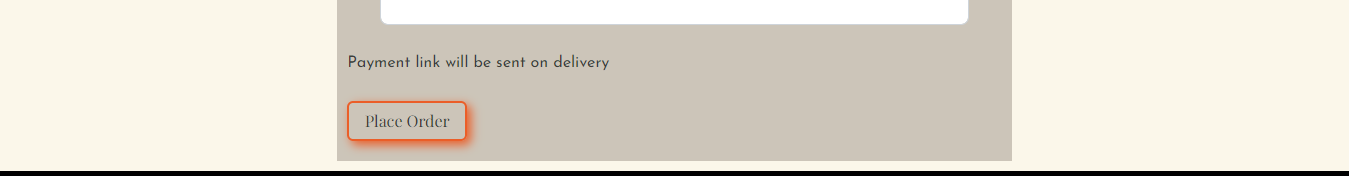 Payment link will be sent on delivery
Place Order